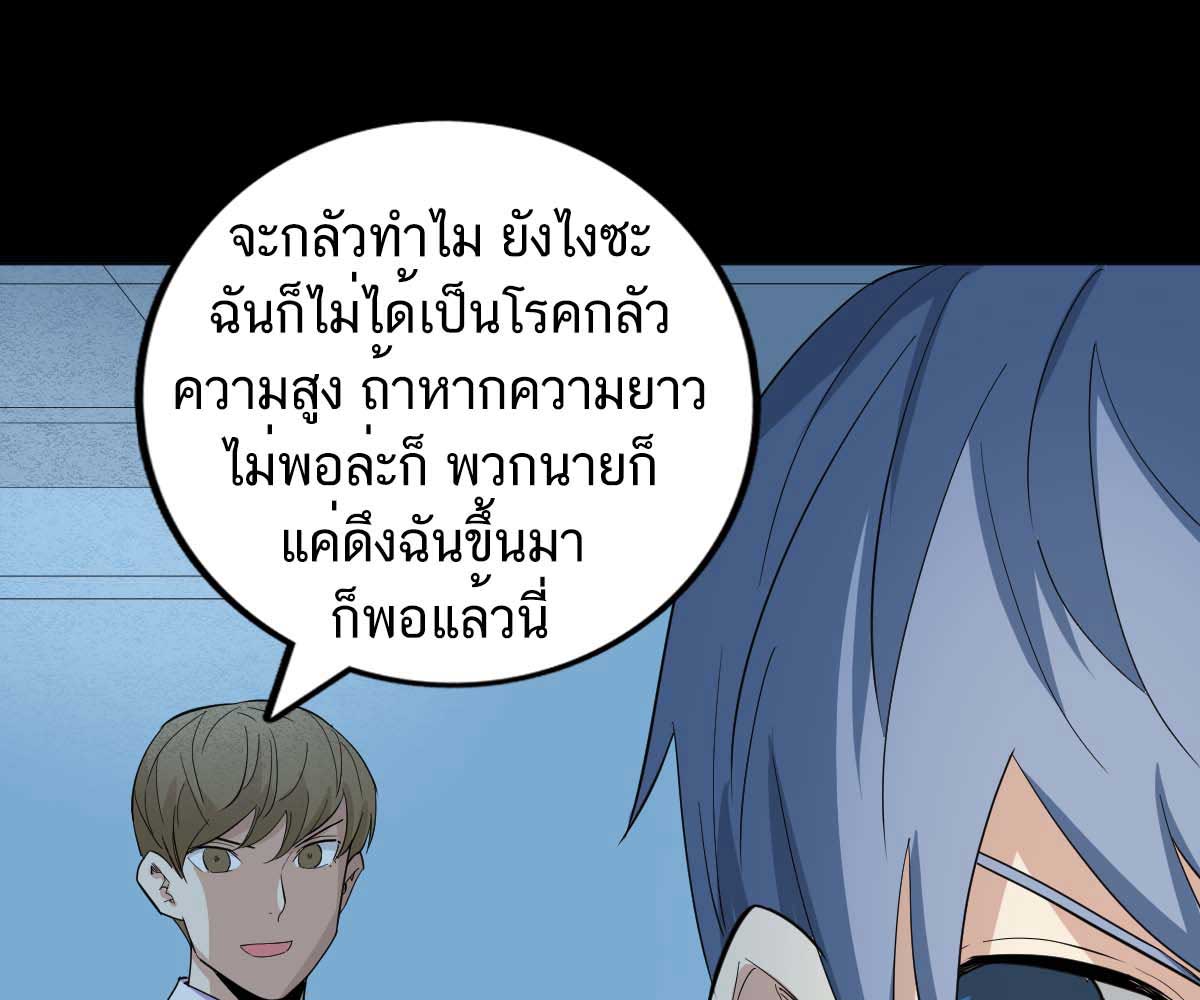 จะกลัวทำไม ยังไงซะ
ฉันก็ไม่ได้เป็นโรคกลัว
ความสูง ถ้าหากความยาว
ไม่พอล่ะก็ พวกนายก็
แค่ดึงฉันขึ้นมา
ก็พอแล้วนี่